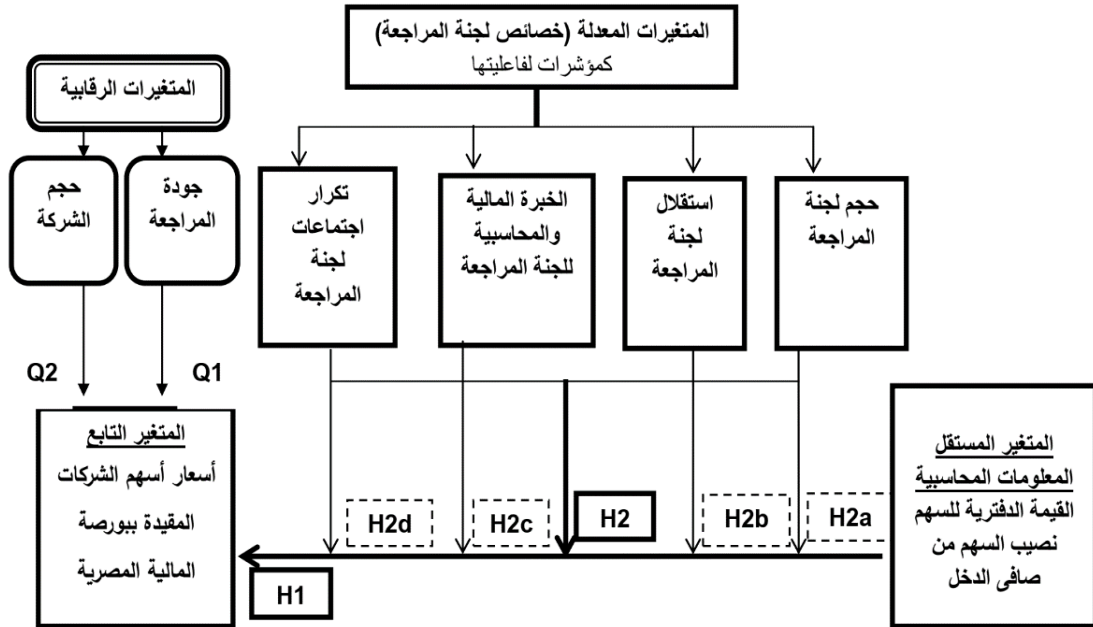 المتغيرات المعدلة (خصائص لجنة المراجعة)
كمؤشرات لفاعليتها
المتغيرات الرقابية
حجم لجنة
المراجعة
استقلال
لجنة
المراجعة
الخبرة المالية
والمحاسبية
للجنة المراجعة
تكرار
اجتماعات
لجنة
المراجعة
جودة
المراجعة
حجم
الشركة
Q1
Q2
المتغير المستقل
المعلومات المحاسبية
القيمة الدفترية للسهم
نصيب السهم من
صافى الدخل
H2a
H2b
H2
H2c
H2d
H1
المتغير التابع
أسعار أسهم الشركات
المقيدة ببورصة
المالية المصرية